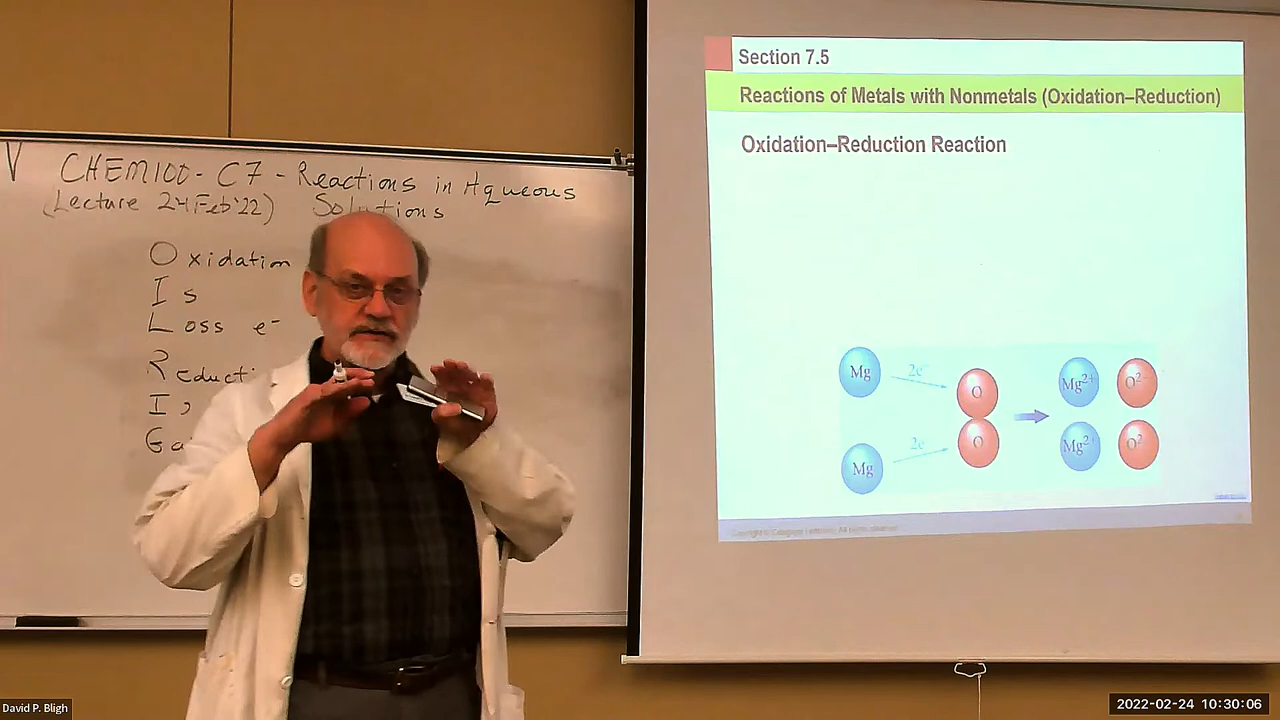 V CHEM100 - C7 - Reactions in Aqueous
(Lecture 24 Feb '22) Solutions
Oxidation
Is
Loss e⁻
Reducti
I
Ga
Section 7.5
Reactions of Metals with Nonmetals (Oxidation–Reduction)
Oxidation–Reduction Reaction
Mg 2e⁻ O Mg²⁺ O²⁻
Mg 2e⁻ O Mg²⁺ O²⁻
David P. Bligh
2022-02-24 10:30:06